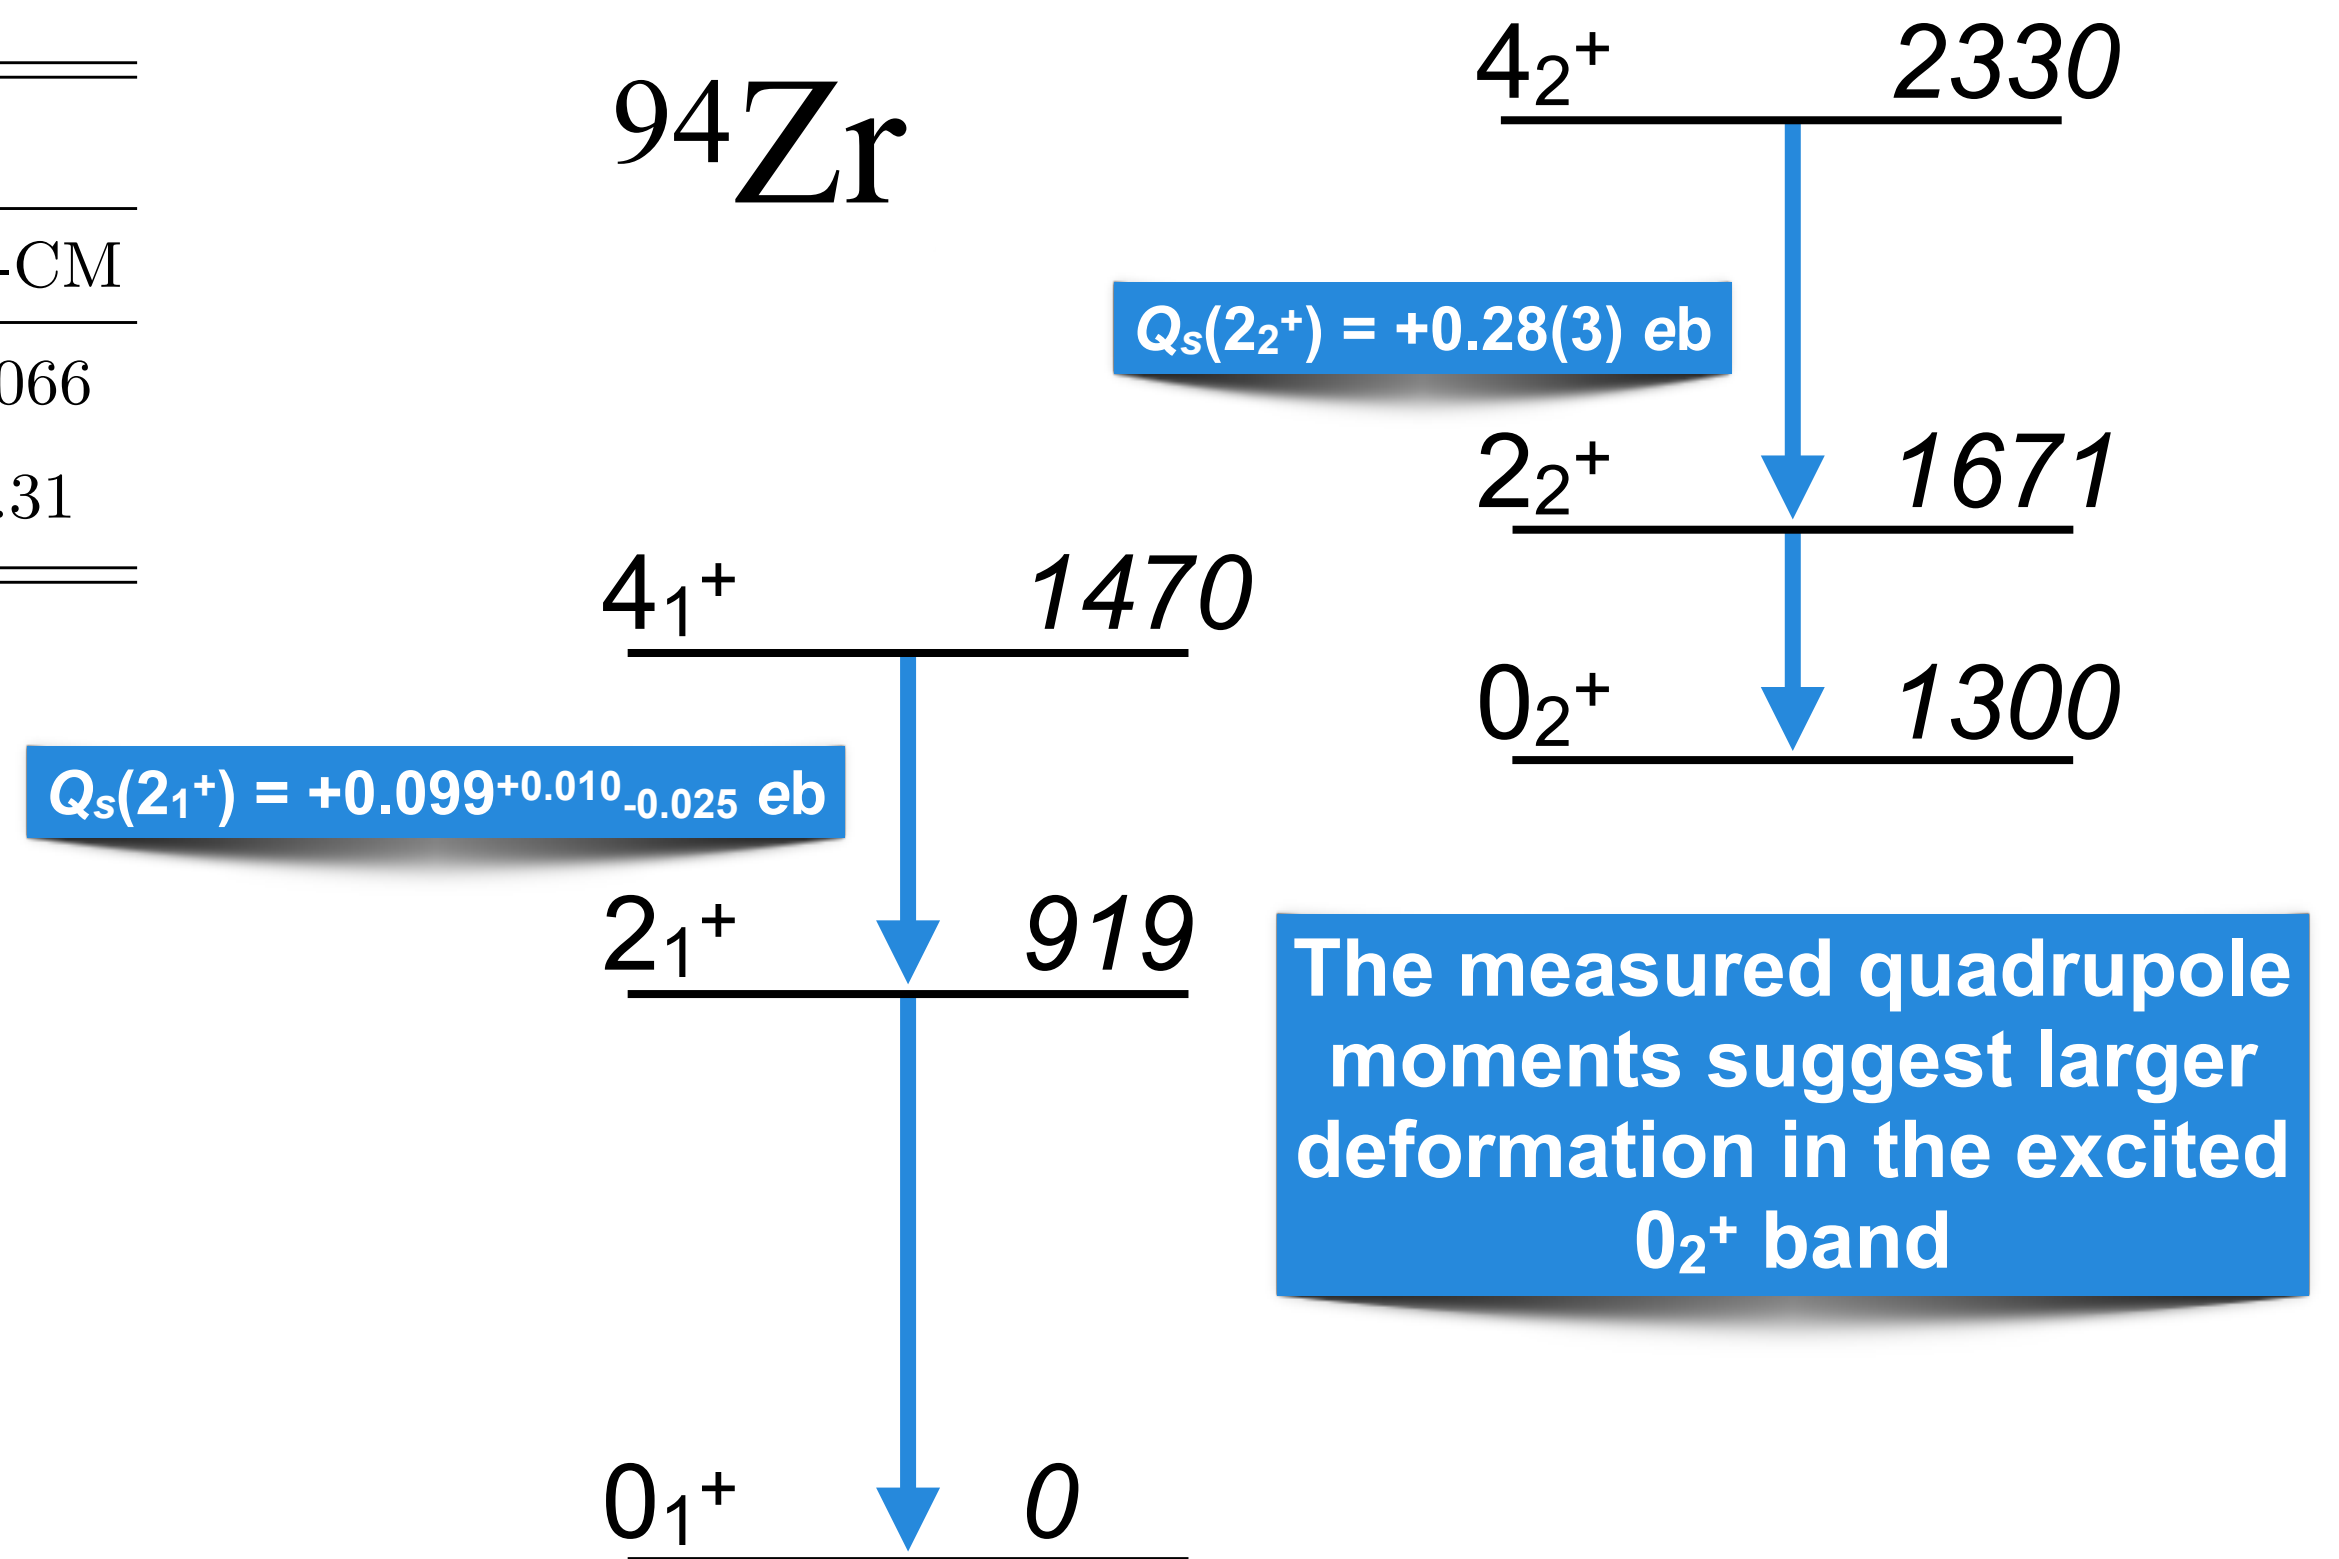 ⁹⁴Zr
4₂⁺ 2330
-CM
Qₛ(2₂⁺) = +0.28(3) eb
066
2₂⁺ 1671
.31
4₁⁺ 1470
0₂⁺ 1300
Qₛ(2₁⁺) = +0.099⁺⁰·⁰¹⁰₋₀.₀₂₅ eb
2₁⁺ 919
The measured quadrupole
moments suggest larger
deformation in the excited
0₂⁺ band
0₁⁺ 0